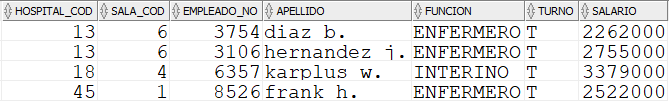 HOSPITAL_COD SALA_COD EMPLEADO_NO APELLIDO FUNCION TURNO SALARIO
13 6 3754 diaz b. ENFERMERO T 2262000
13 6 3106 hernandez j. ENFERMERO T 2755000
18 4 6357 karplus w. INTERINO T 3379000
45 1 8526 frank h. ENFERMERO T 2522000